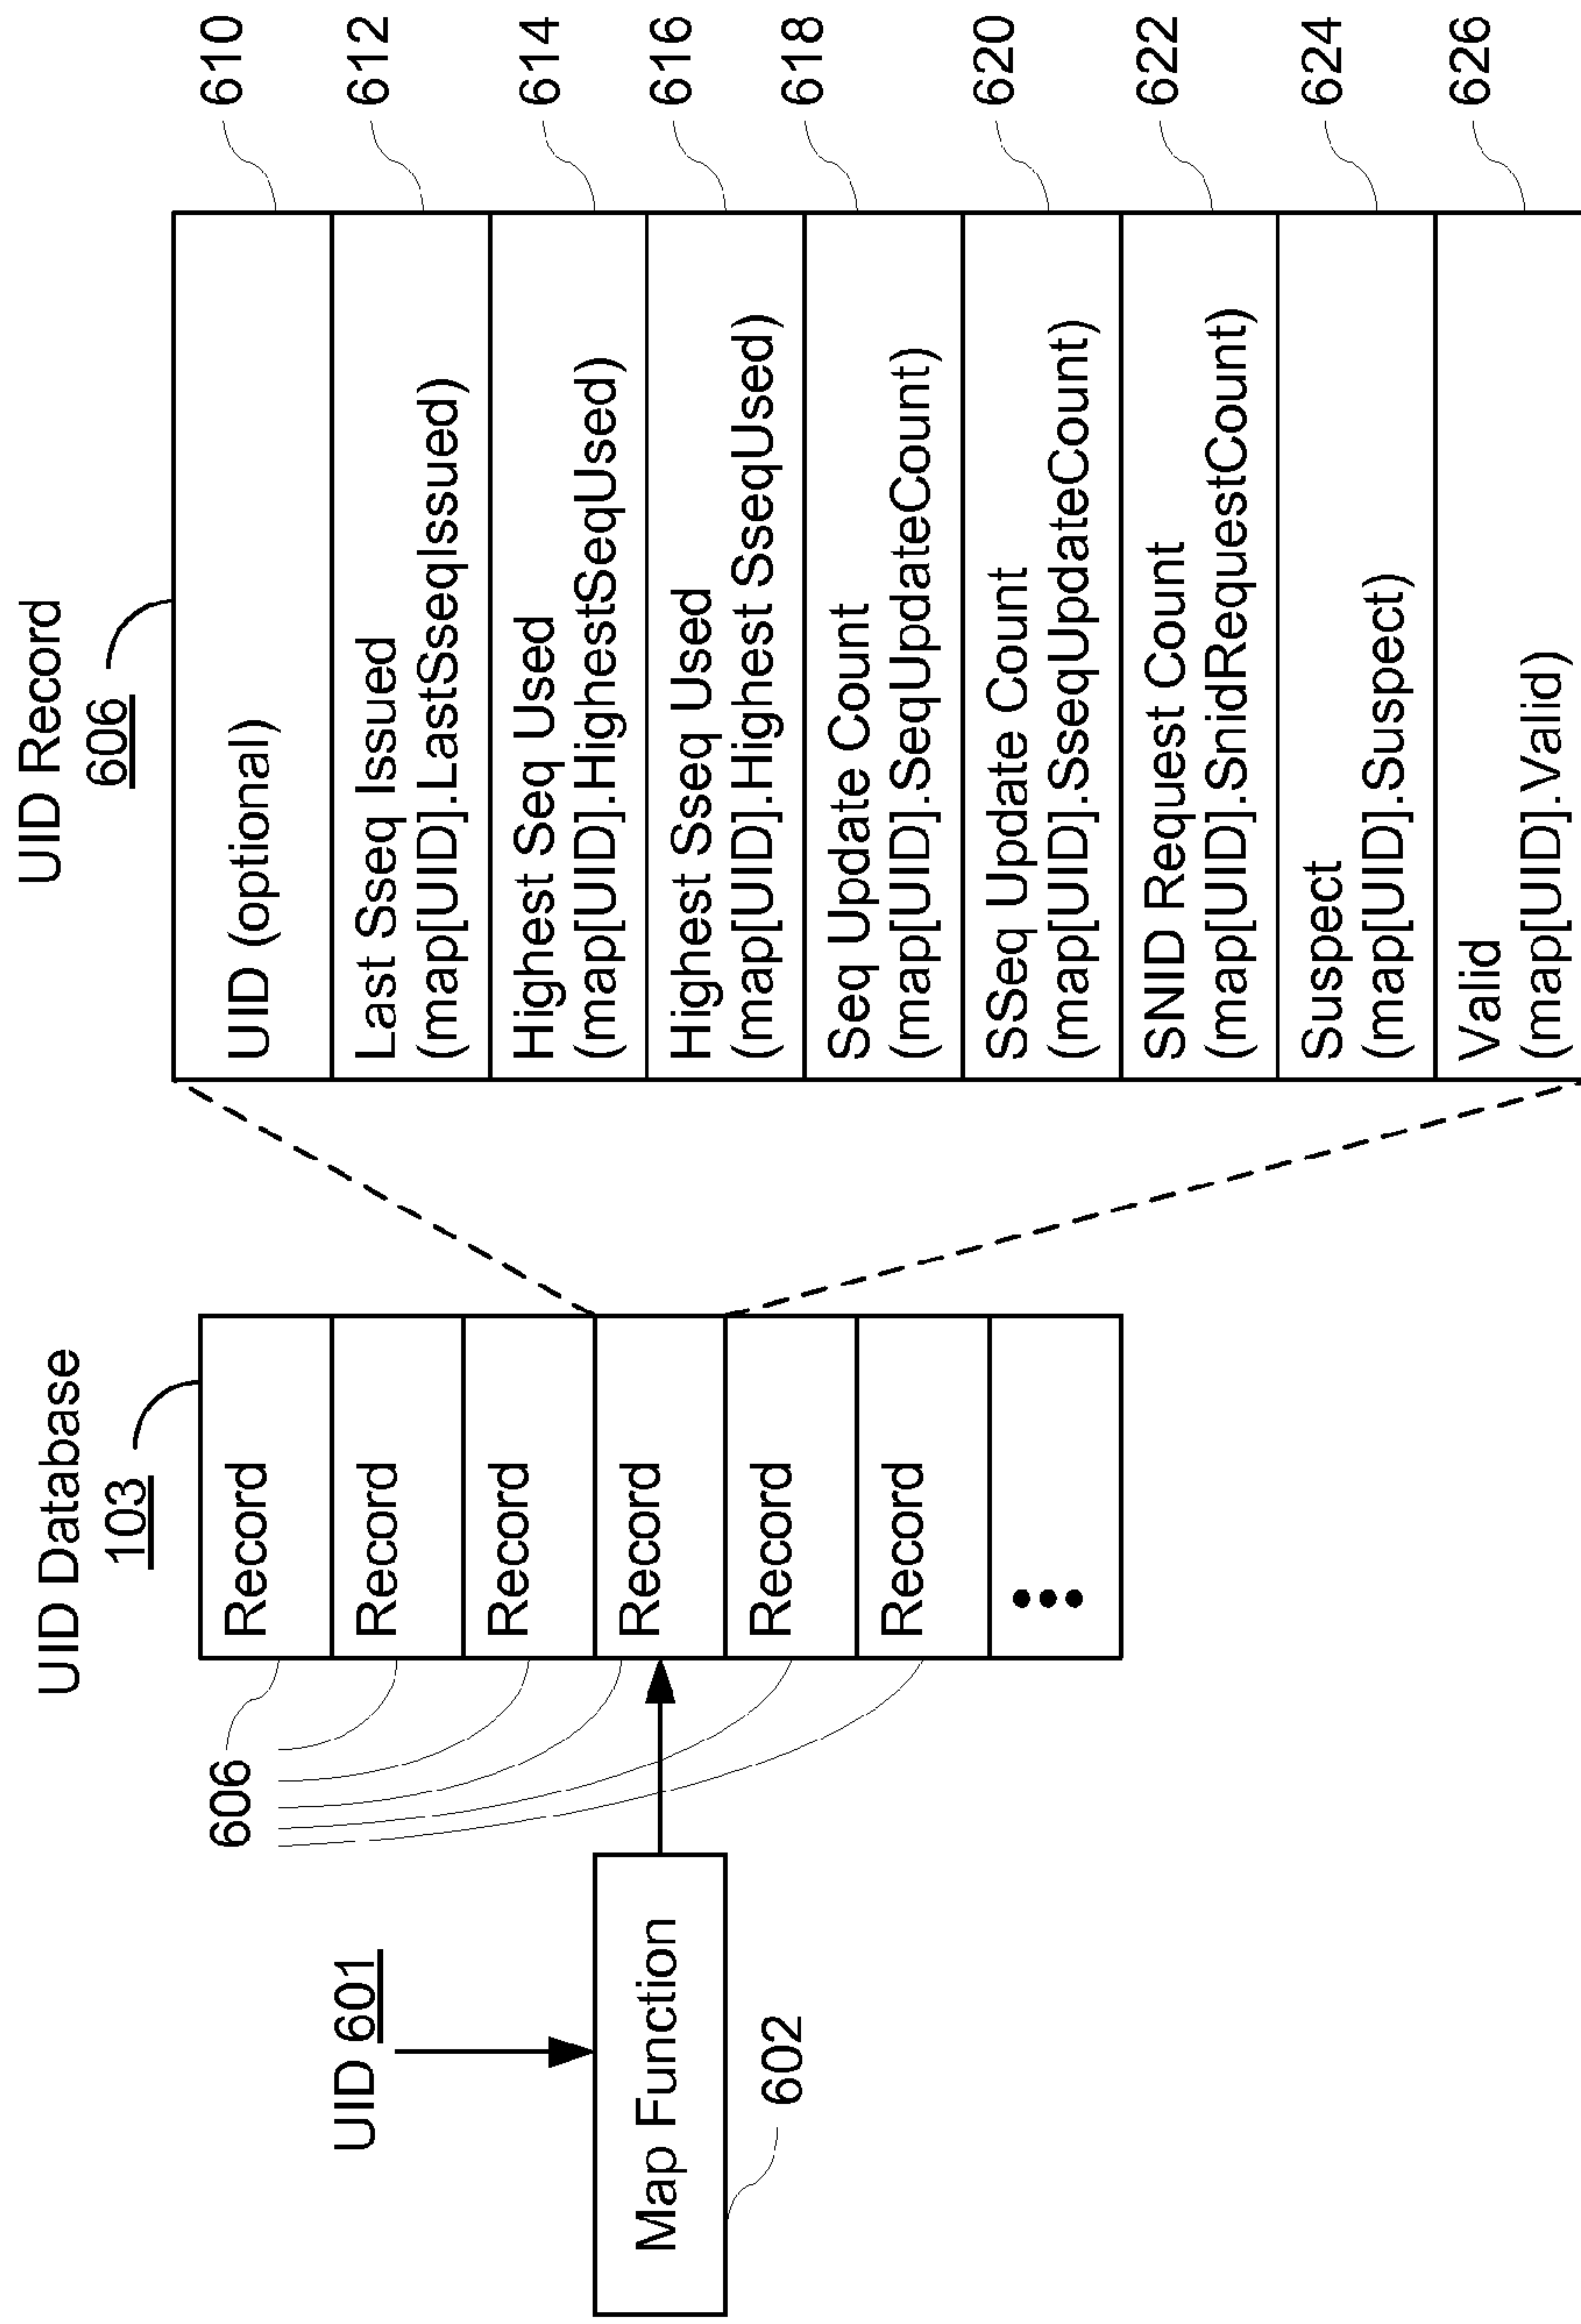 UID Database
103
UID Record
606
UID 601
Map Function
602
606
Record
Record
Record
Record
Record
Record
UID (optional)
610
Last Sseq Issued
(map[UID].LastSseqIssued)
612
Highest Seq Used
(map[UID].HighestSeqUsed)
614
Highest Sseq Used
(map[UID].Highest SseqUsed)
616
Seq Update Count
(map[UID].SeqUpdateCount)
618
SSeq Update Count
(map[UID].SseqUpdateCount)
620
SNID Request Count
(map[UID].SnidRequestCount)
622
Suspect
(map[UID].Suspect)
624
Valid
(map[UID].Valid)
626